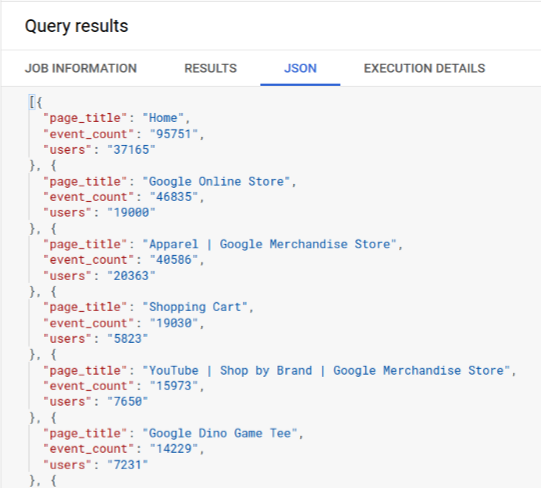 Query results
JOB INFORMATION RESULTS JSON EXECUTION DETAILS
[{
"page_title": "Home",
"event_count": "95751",
"users": "37165"
}, {
"page_title": "Google Online Store",
"event_count": "46835",
"users": "19000"
}, {
"page_title": "Apparel | Google Merchandise Store",
"event_count": "40586",
"users": "20363"
}, {
"page_title": "Shopping Cart",
"event_count": "19030",
"users": "5823"
}, {
"page_title": "YouTube | Shop by Brand | Google Merchandise Store",
"event_count": "15973",
"users": "7650"
}, {
"page_title": "Google Dino Game Tee",
"event_count": "14229",
"users": "7231"
}, {